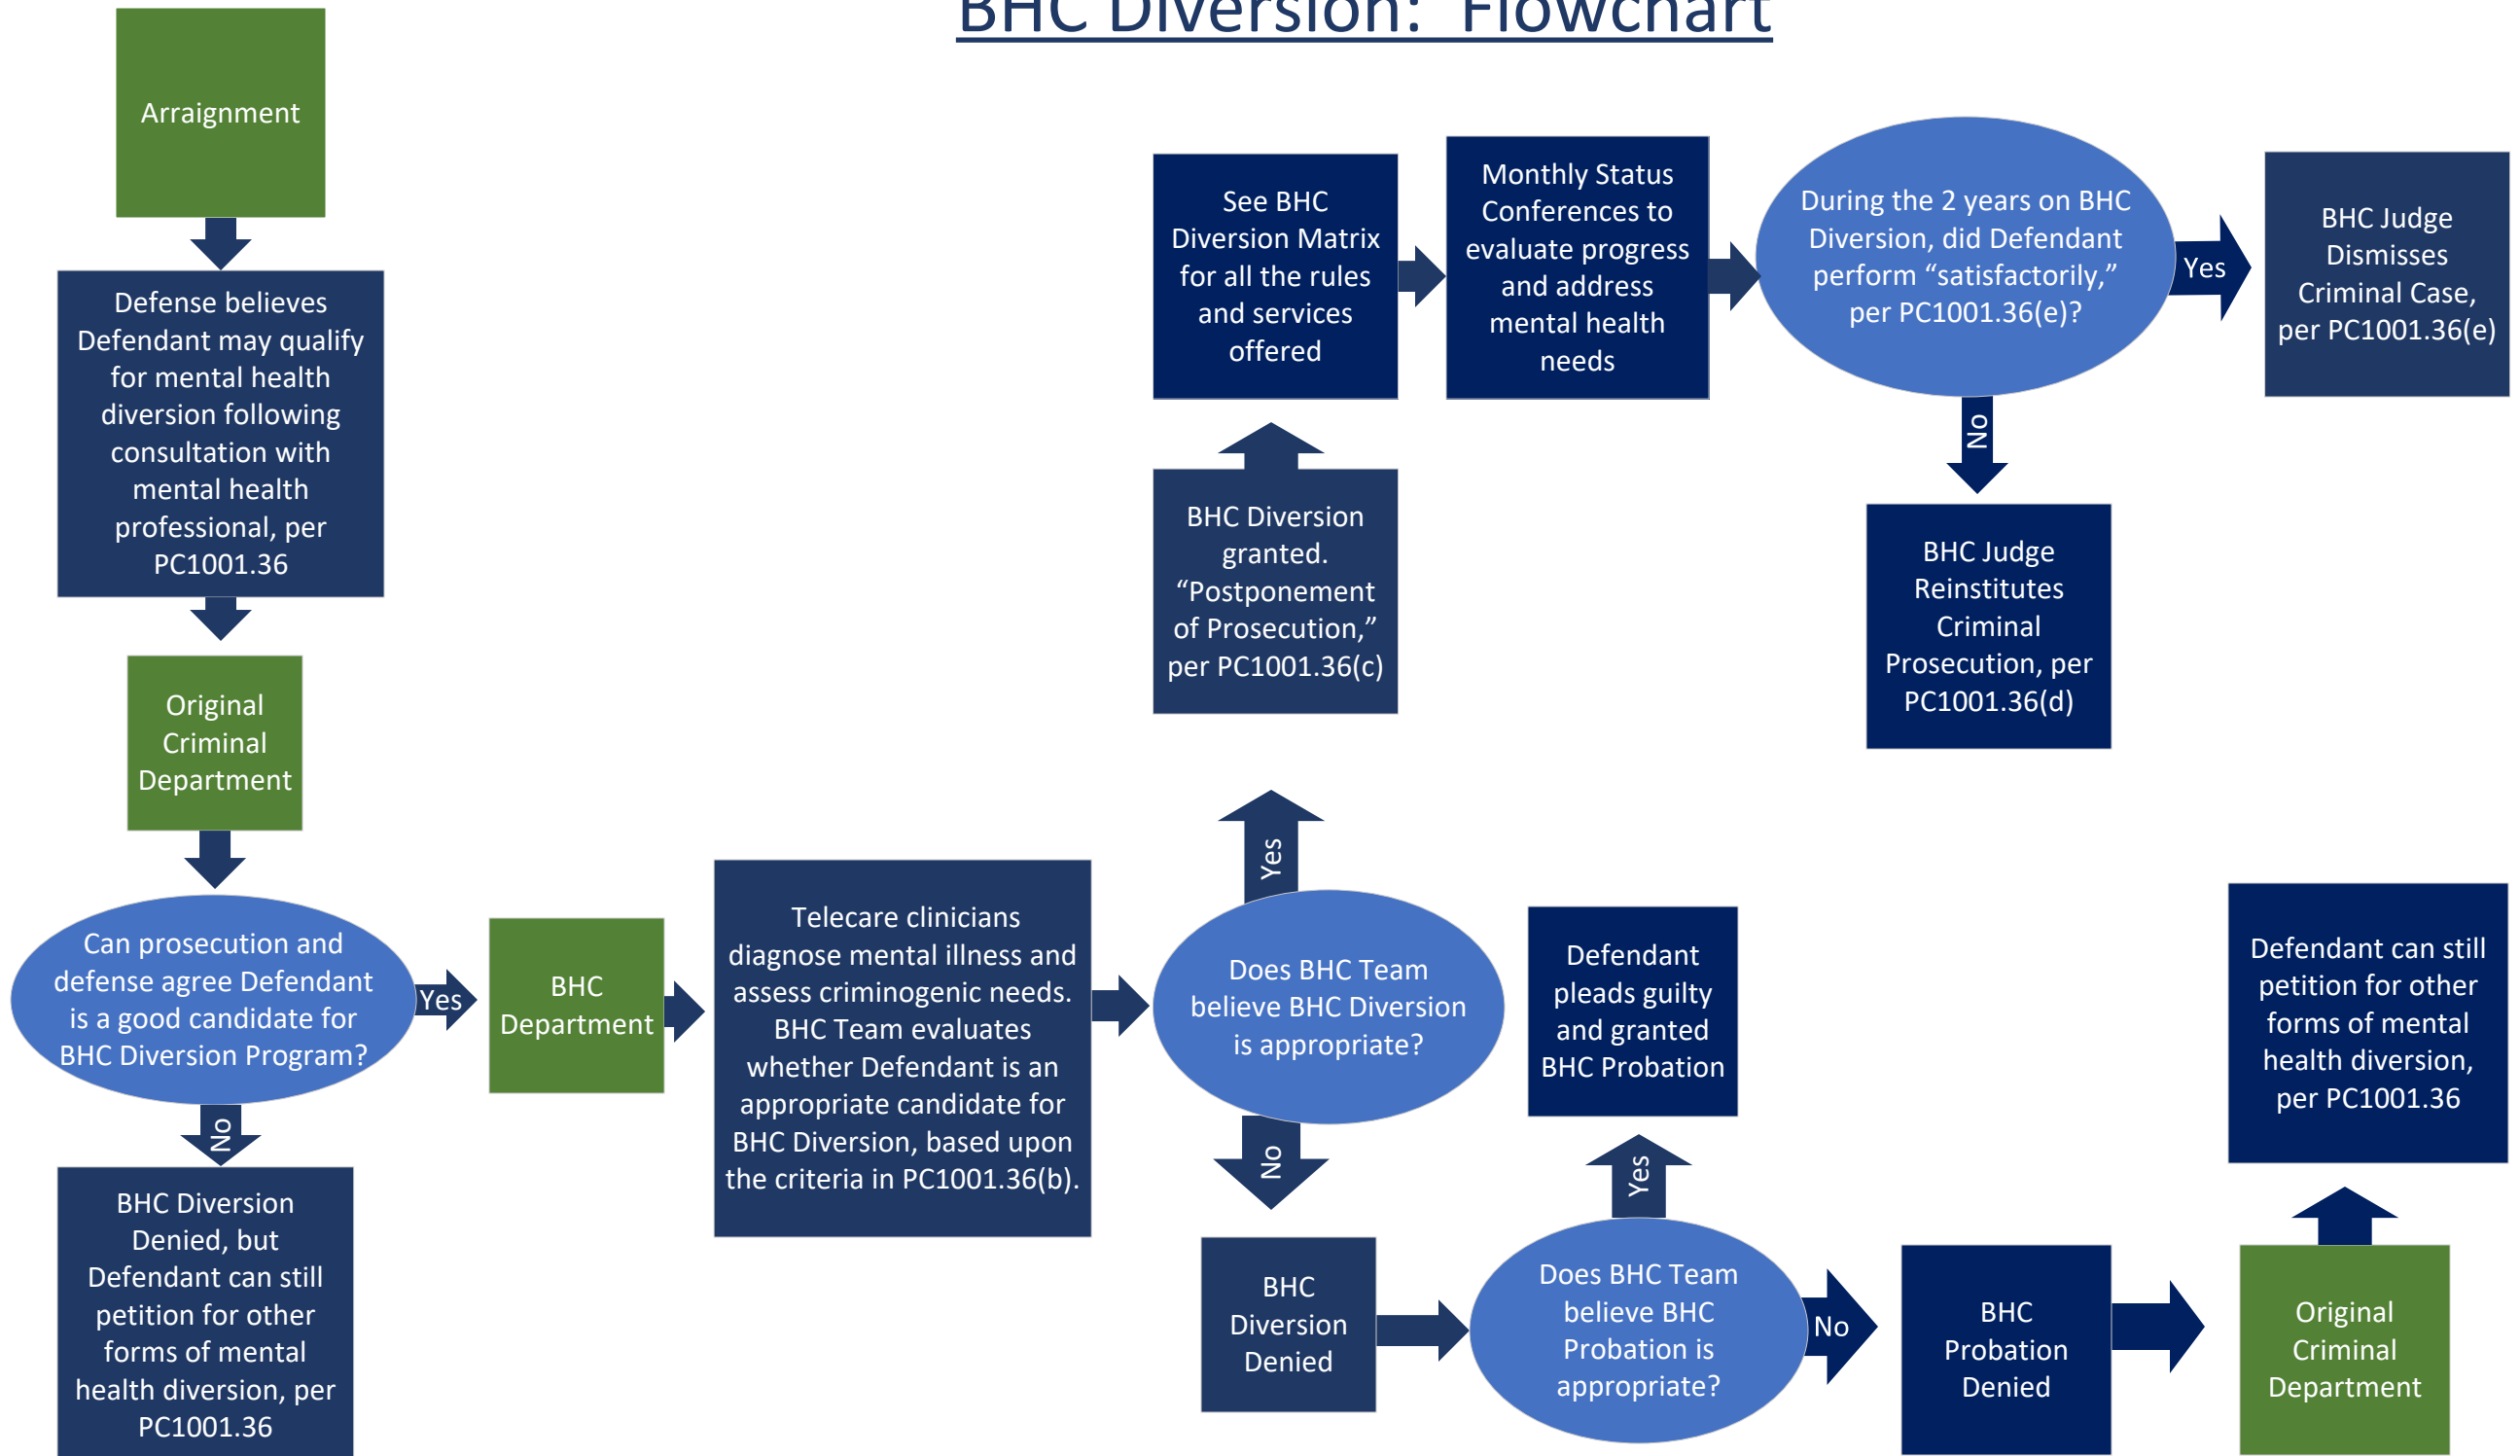 BHC Diversion: Flowchart
Arraignment
Defense believes
Defendant may qualify
for mental health
diversion following
consultation with
mental health
professional, per
PC1001.36
Original
Criminal
Department
Can prosecution and
defense agree Defendant
is a good candidate for
BHC Diversion Program?
Yes
No
BHC Diversion
Denied, but
Defendant can still
petition for other
forms of mental
health diversion, per
PC1001.36
BHC
Department
Telecare clinicians
diagnose mental illness and
assess criminogenic needs.
BHC Team evaluates
whether Defendant is an
appropriate candidate for
BHC Diversion, based upon
the criteria in PC1001.36(b).
Does BHC Team
believe BHC Diversion
is appropriate?
Yes
BHC Diversion
granted.
“Postponement
of Prosecution,”
per PC1001.36(c)
See BHC
Diversion Matrix
for all the rules
and services
offered
Monthly Status
Conferences to
evaluate progress
and address
mental health
needs
During the 2 years on BHC
Diversion, did Defendant
perform “satisfactorily,”
per PC1001.36(e)?
Yes
BHC Judge
Dismisses
Criminal Case,
per PC1001.36(e)
No
BHC Judge
Reinstitutes
Criminal
Prosecution, per
PC1001.36(d)
No
BHC
Diversion
Denied
Does BHC Team
believe BHC
Probation is
appropriate?
Yes
Defendant
pleads guilty
and granted
BHC Probation
No
BHC
Probation
Denied
Original
Criminal
Department
Defendant can still
petition for other
forms of mental
health diversion,
per PC1001.36